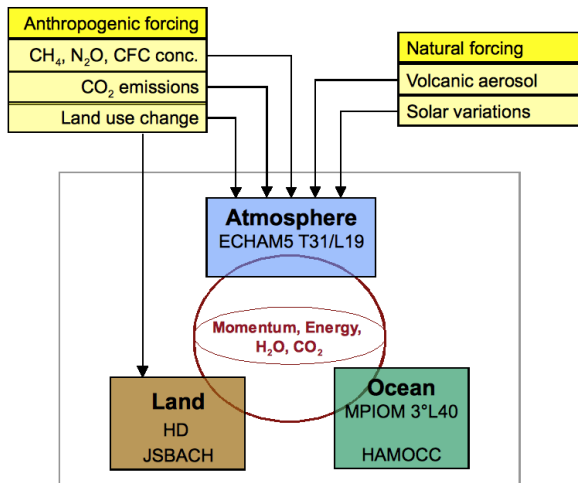 Anthropogenic forcing
CH₄, N₂O, CFC conc.
CO₂ emissions
Land use change
Natural forcing
Volcanic aerosol
Solar variations
Atmosphere
ECHAM5 T31/L19
Momentum, Energy,
H₂O, CO₂
Land
HD
JSBACH
Ocean
MPIOM 3°L40
HAMOCC